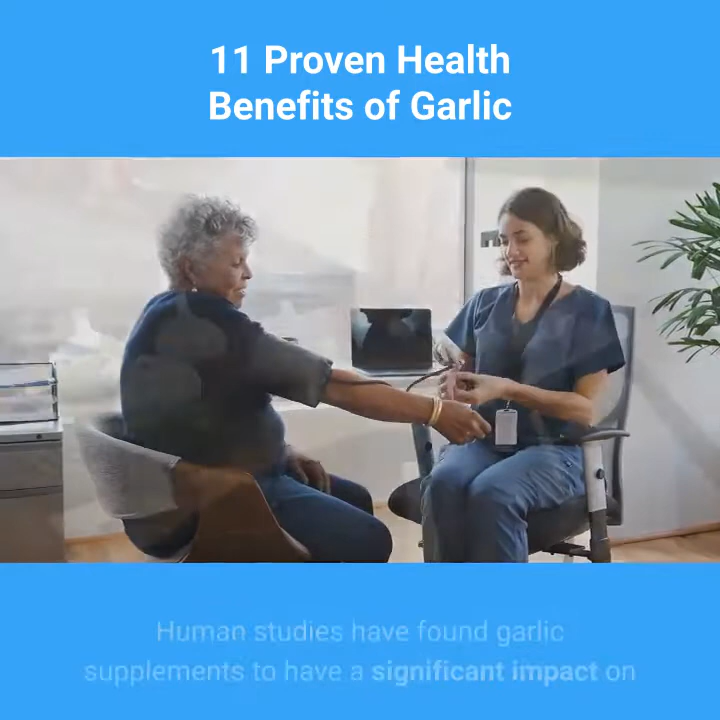 11 Proven Health
Benefits of Garlic
Human studies have found garlic
supplements to have a significant impact on